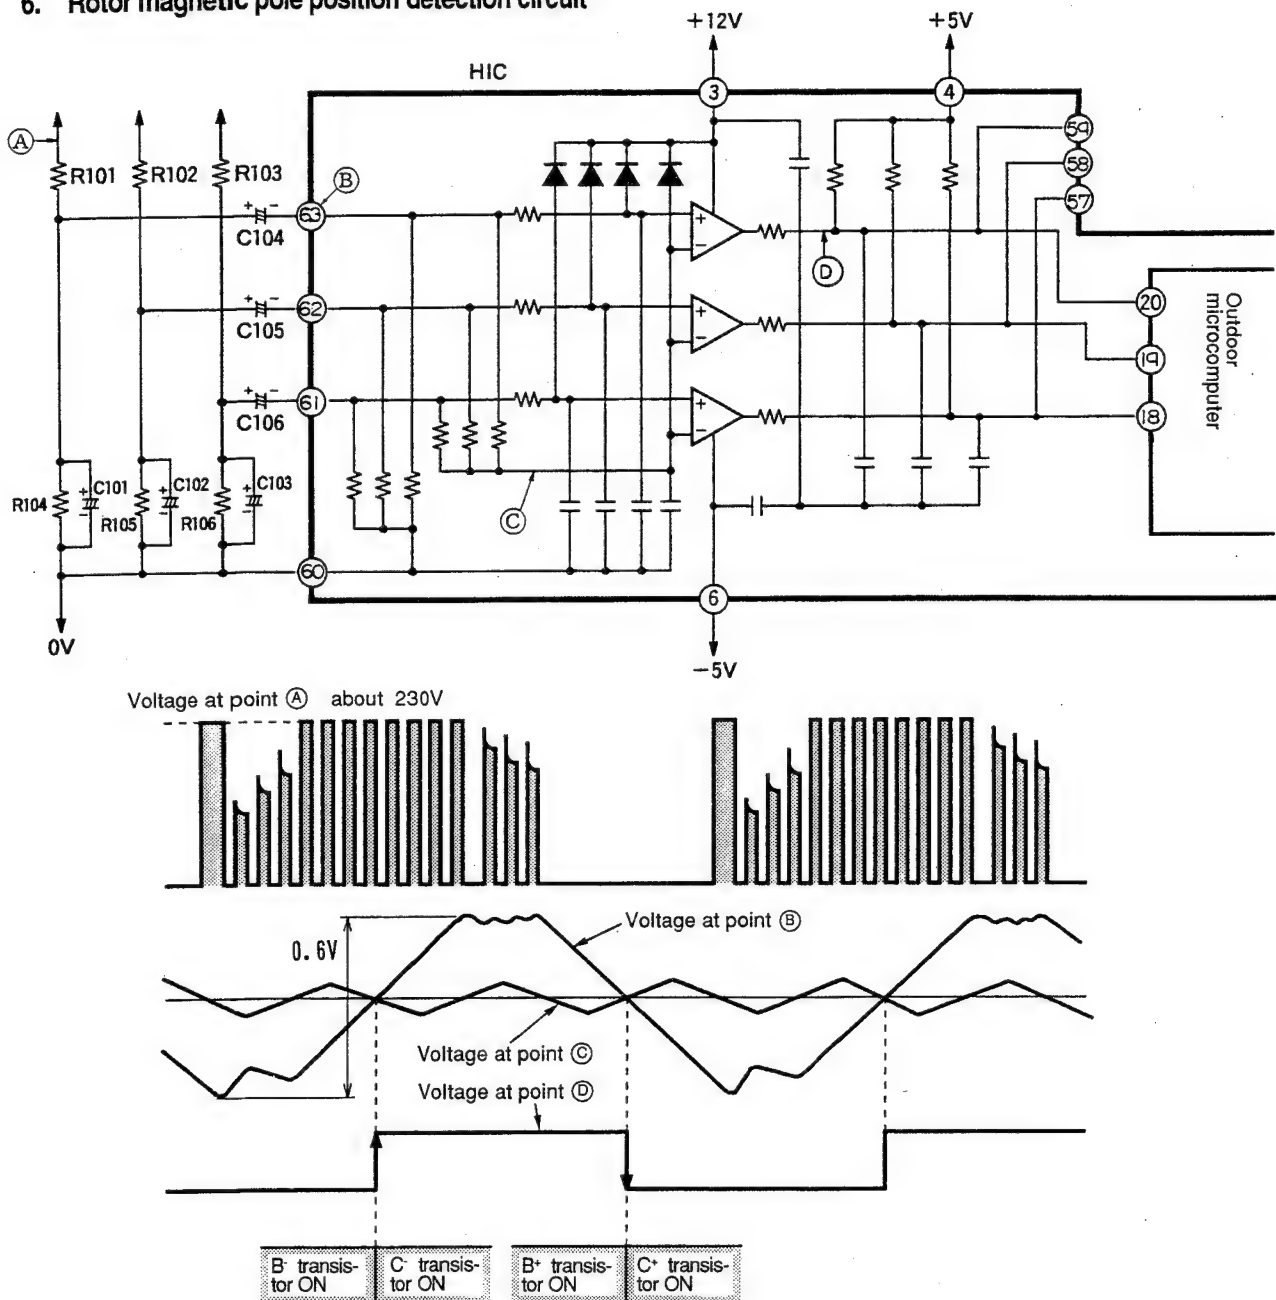 6. Rotor magnetic pole position detection circuit
+12V
+5V
HIC
3
4
59
58
57
A
R101
R102
R103
B
63
C104
62
C105
61
C106
D
20
19
18
Outdoor
microcomputer
C101
C102
C103
R104
R105
R106
C
60
6
0V
-5V
Voltage at point A about 230V
Voltage at point B
0.6V
Voltage at point C
Voltage at point D
B- transis-
tor ON
C- transis-
tor ON
B+ transis-
tor ON
C+ transis-
tor ON